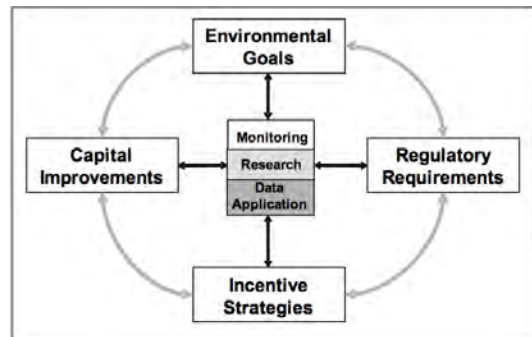 Environmental
Goals
Monitoring
Capital
Improvements
Research
Regulatory
Requirements
Data
Application
Incentive
Strategies